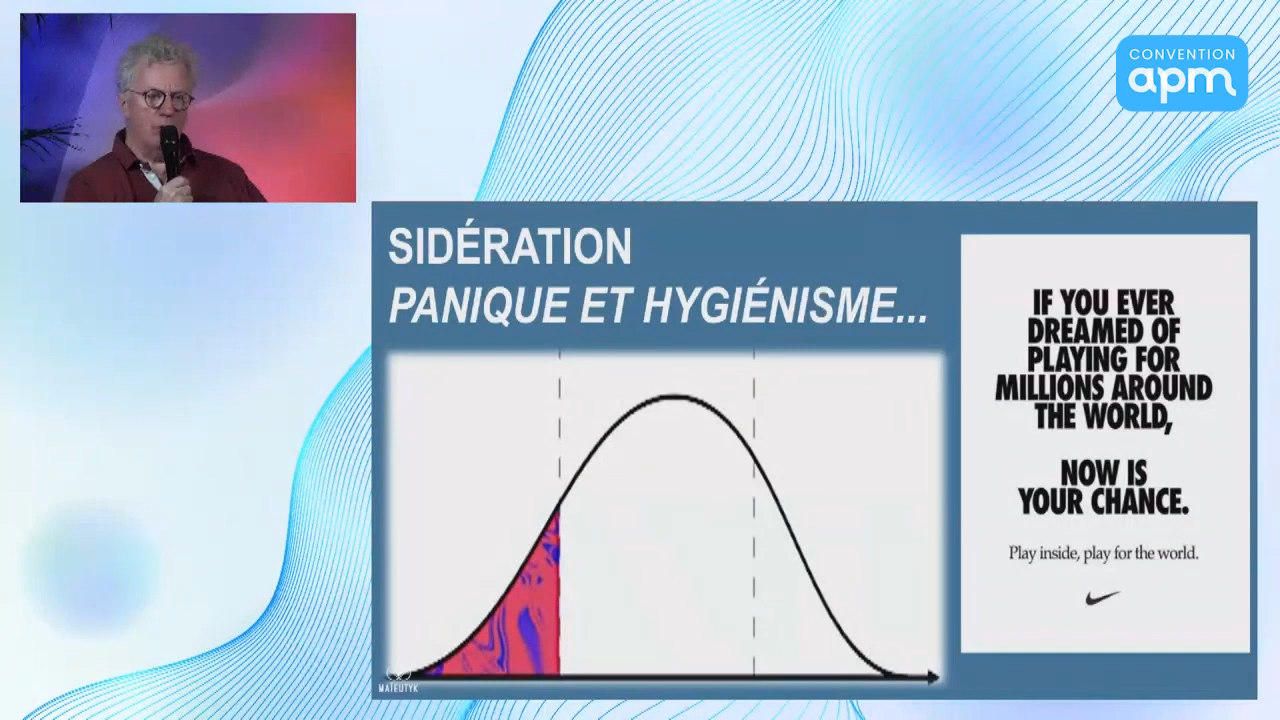 CONVENTION
apm
SIDÉRATION
PANIQUE ET HYGIÉNISME...
IF YOU EVER
DREAMED OF
PLAYING FOR
MILLIONS AROUND
THE WORLD,
NOW IS
YOUR CHANCE.
Play inside, play for the world.
MATEUTYK